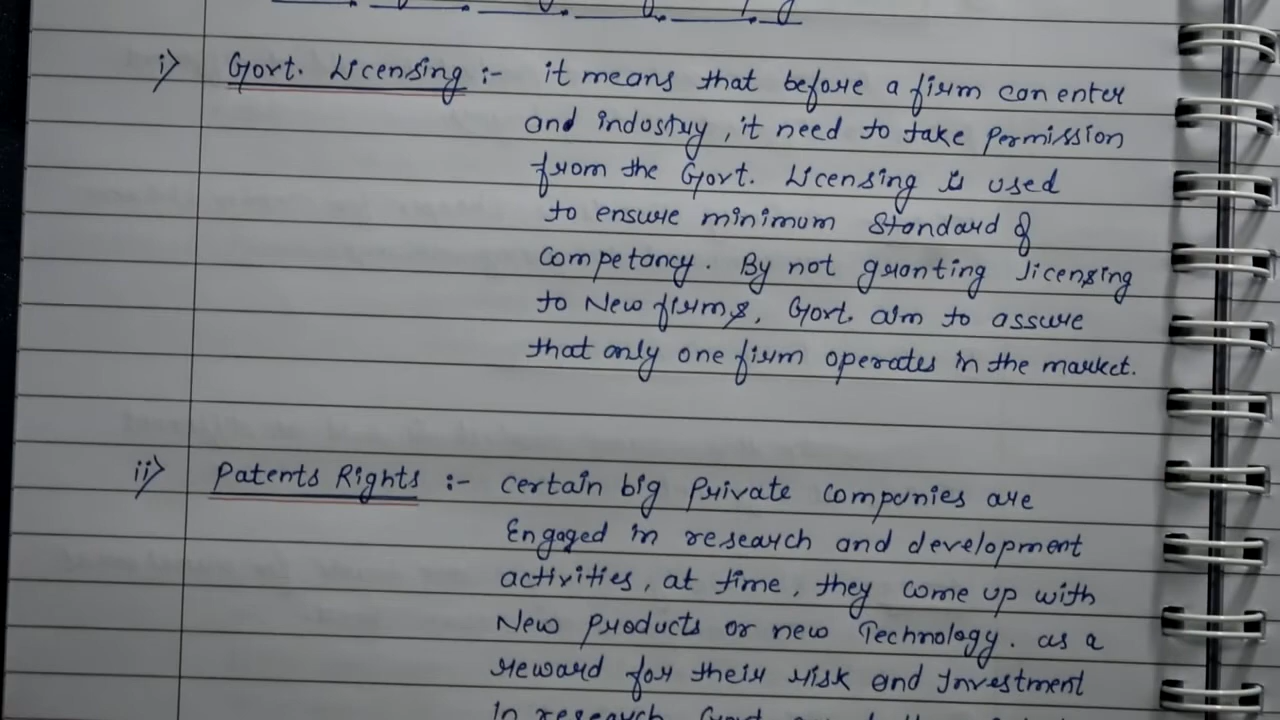 i) Govt. Licensing :- it means that before a firm can enter
and indostry, it need to take Permission
from the Govt. Licensing is used
to ensure minimum Standard of
Competancy. By not granting licensing
to New firms, Govt. aim to assure
that only one firm operates in the market.
ii) Patents Rights :- Certain big Private Companies are
Engaged in research and development
activities, at time, they come up with
New Products or new Technology. as a
reward for their risk and Investment
In research